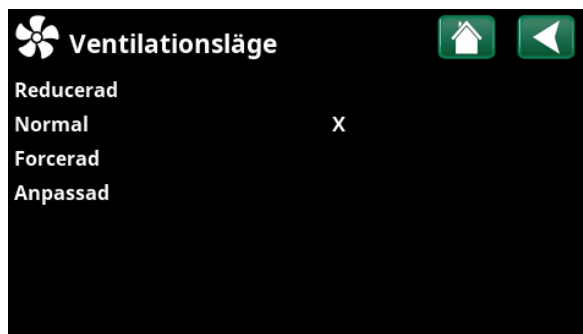 Ventilationsläge
Reducerad
Normal X
Forcerad
Anpassad